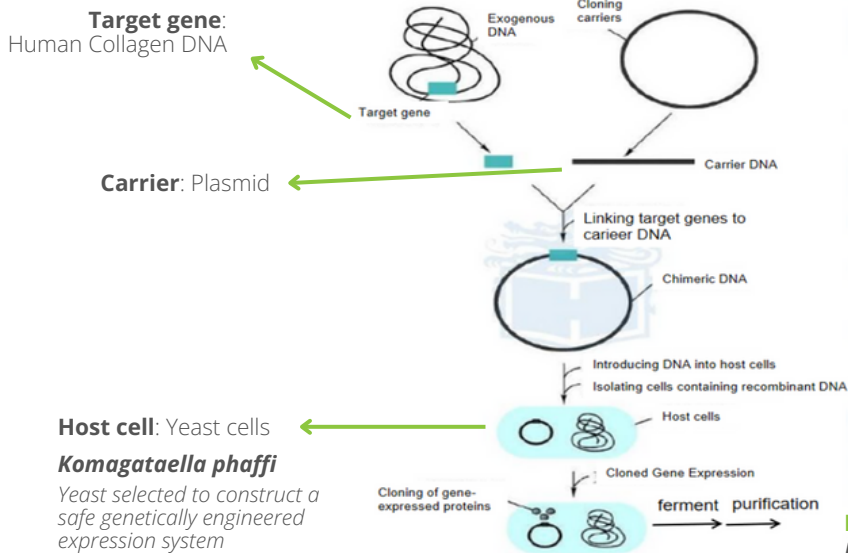 Target gene:
Human Collagen DNA
Exogenous
DNA
Cloning
carriers
Target gene
Carrier: Plasmid
Carrier DNA
Linking target genes to
carieer DNA
Chimeric DNA
Introducing DNA into host cells
Isolating cells containing recombinant DNA
Host cell: Yeast cells
Host cells
Komagataella phaffi
Yeast selected to construct a
safe genetically engineered
expression system
Cloned Gene Expression
Cloning of gene-
expressed proteins
ferment purification